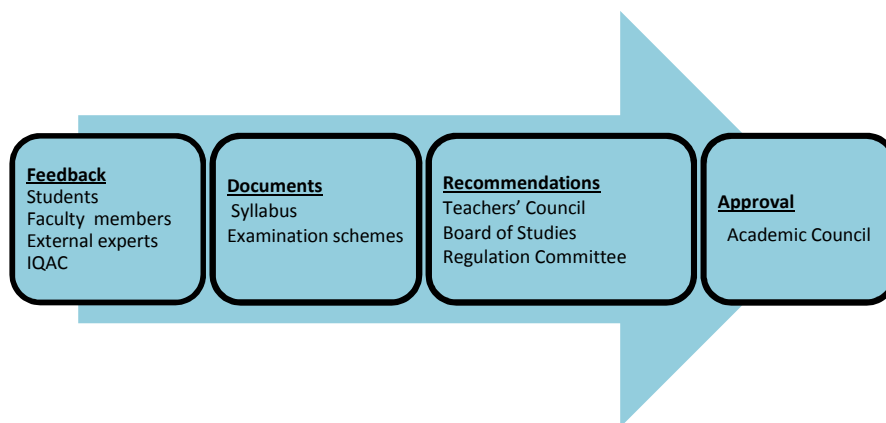 Feedback
Students
Faculty members
External experts
IQAC
Documents
Syllabus
Examination schemes
Recommendations
Teachers’ Council
Board of Studies
Regulation Committee
Approval
Academic Council